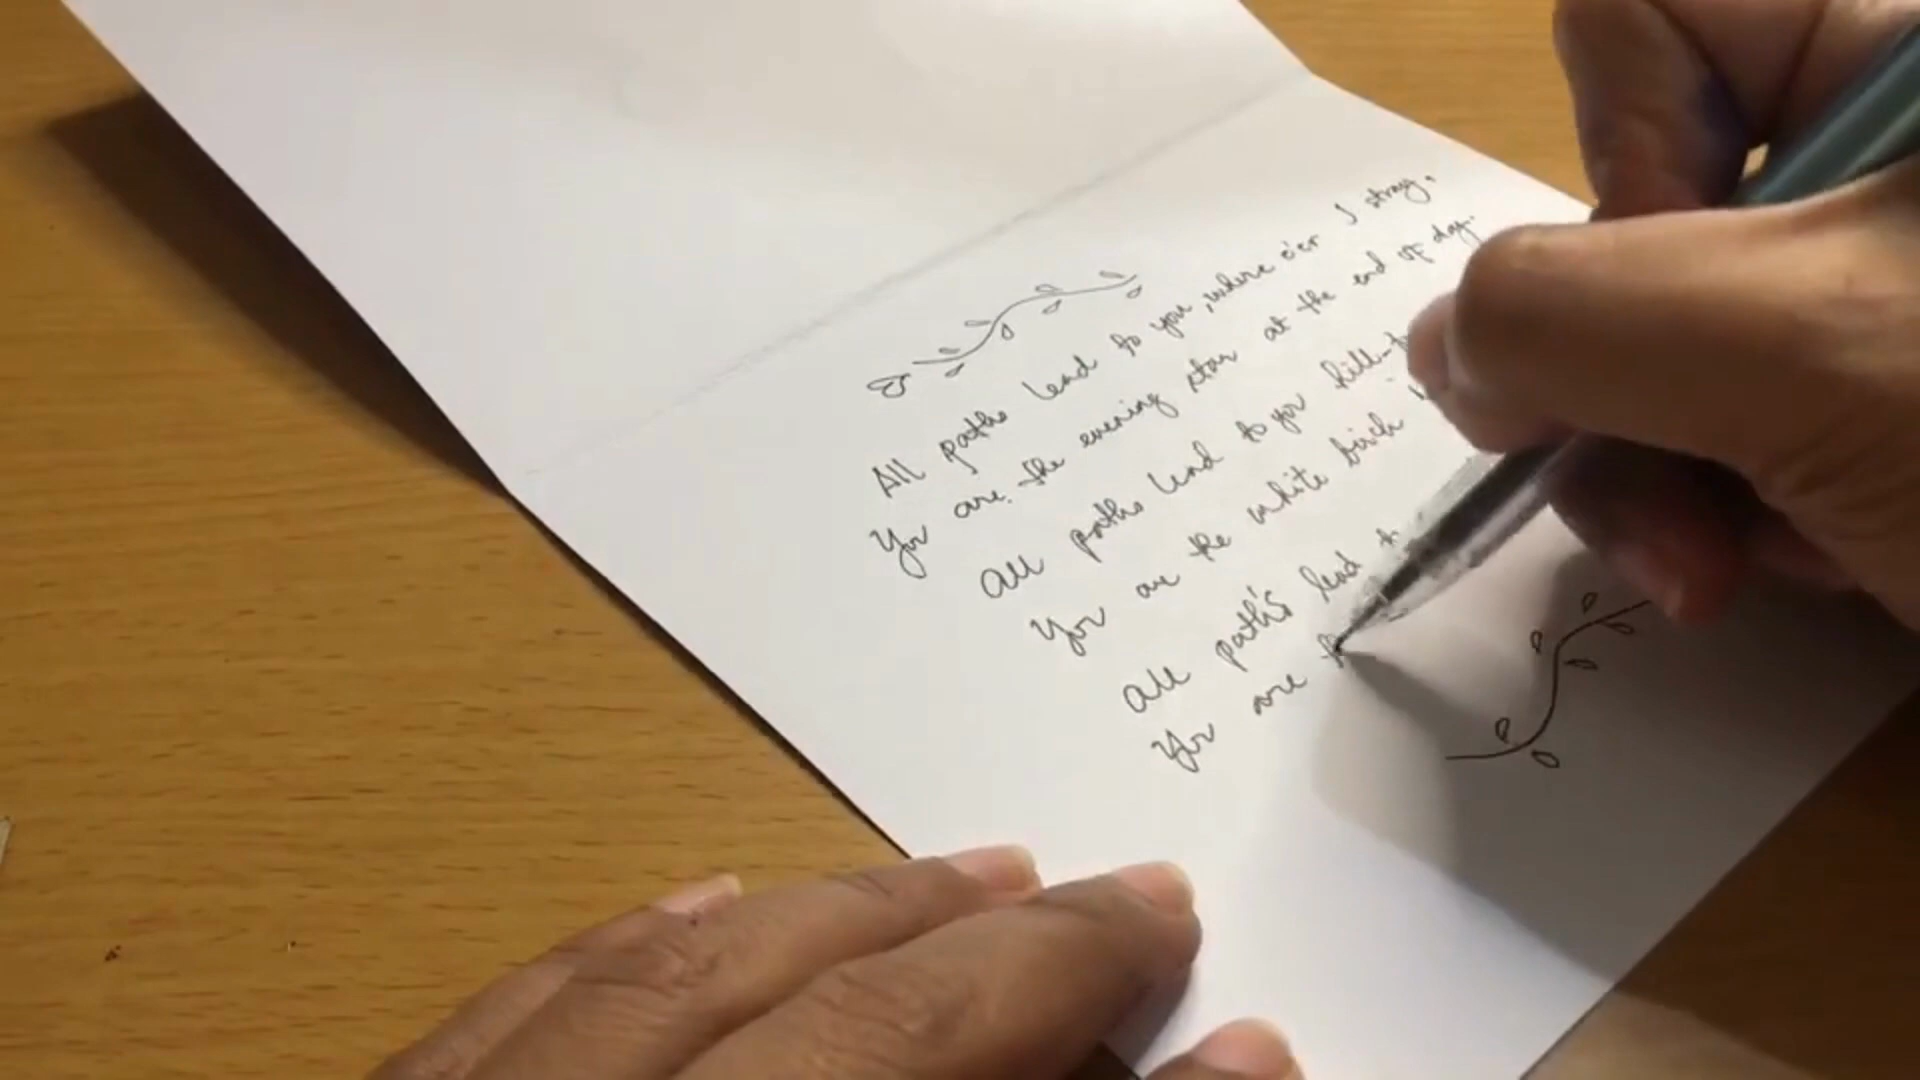 All paths lead to you, where e'er I stray.
You are the evening star at the end of day.
All paths lead to you hill-
You are the white birch
All path's lead
You are